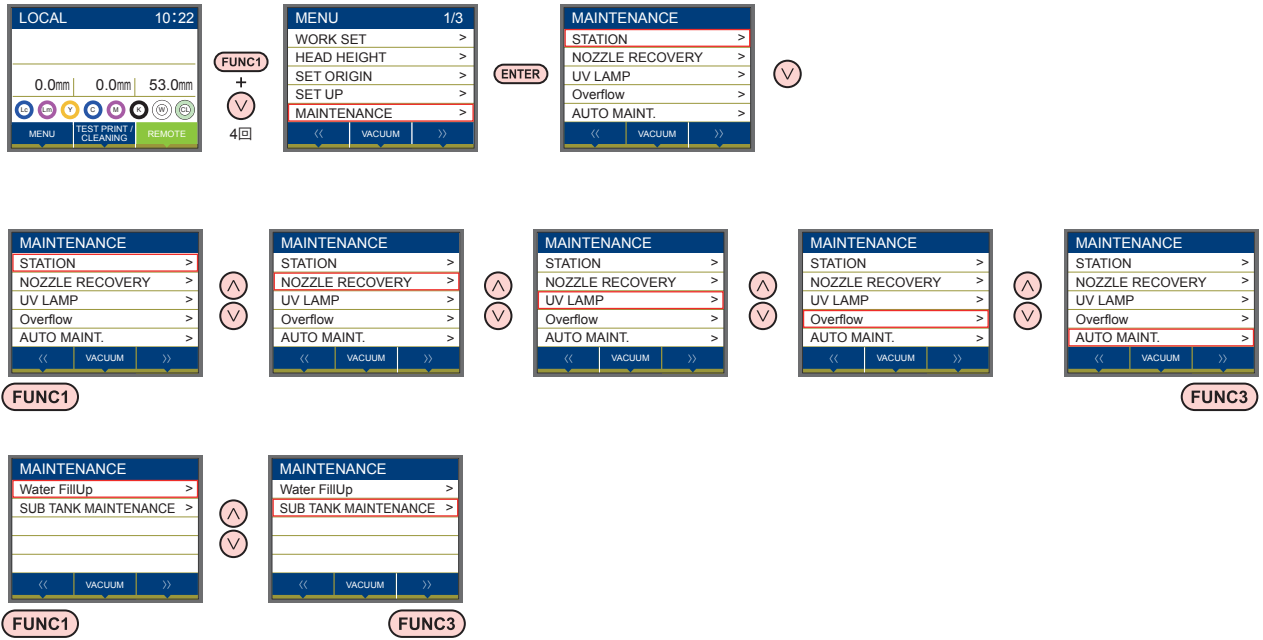 LOCAL 10:22
0.0mm 0.0mm 53.0mm
Lc Lm Y C M K W CL
MENU TEST PRINT / CLEANING REMOTE
FUNC1
+
4回
MENU 1/3
WORK SET >
HEAD HEIGHT >
SET ORIGIN >
SET UP >
MAINTENANCE >
<< VACUUM >>
ENTER
MAINTENANCE
STATION >
NOZZLE RECOVERY >
UV LAMP >
Overflow >
AUTO MAINT. >
<< VACUUM >>
MAINTENANCE
STATION >
NOZZLE RECOVERY >
UV LAMP >
Overflow >
AUTO MAINT. >
<< VACUUM >>
FUNC1
MAINTENANCE
STATION >
NOZZLE RECOVERY >
UV LAMP >
Overflow >
AUTO MAINT. >
<< VACUUM >>
MAINTENANCE
STATION >
NOZZLE RECOVERY >
UV LAMP >
Overflow >
AUTO MAINT. >
<< VACUUM >>
MAINTENANCE
STATION >
NOZZLE RECOVERY >
UV LAMP >
Overflow >
AUTO MAINT. >
<< VACUUM >>
MAINTENANCE
STATION >
NOZZLE RECOVERY >
UV LAMP >
Overflow >
AUTO MAINT. >
<< VACUUM >>
FUNC3
MAINTENANCE
Water FillUp >
SUB TANK MAINTENANCE >
<< VACUUM >>
FUNC1
MAINTENANCE
Water FillUp >
SUB TANK MAINTENANCE >
<< VACUUM >>
FUNC3